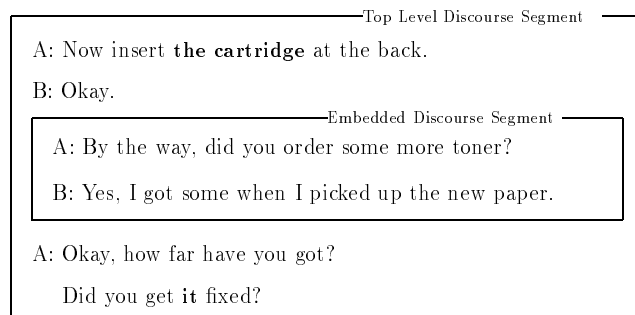 Top Level Discourse Segment
A: Now insert the cartridge at the back.
B: Okay.
Embedded Discourse Segment
A: By the way, did you order some more toner?
B: Yes, I got some when I picked up the new paper.
A: Okay, how far have you got?
Did you get it fixed?